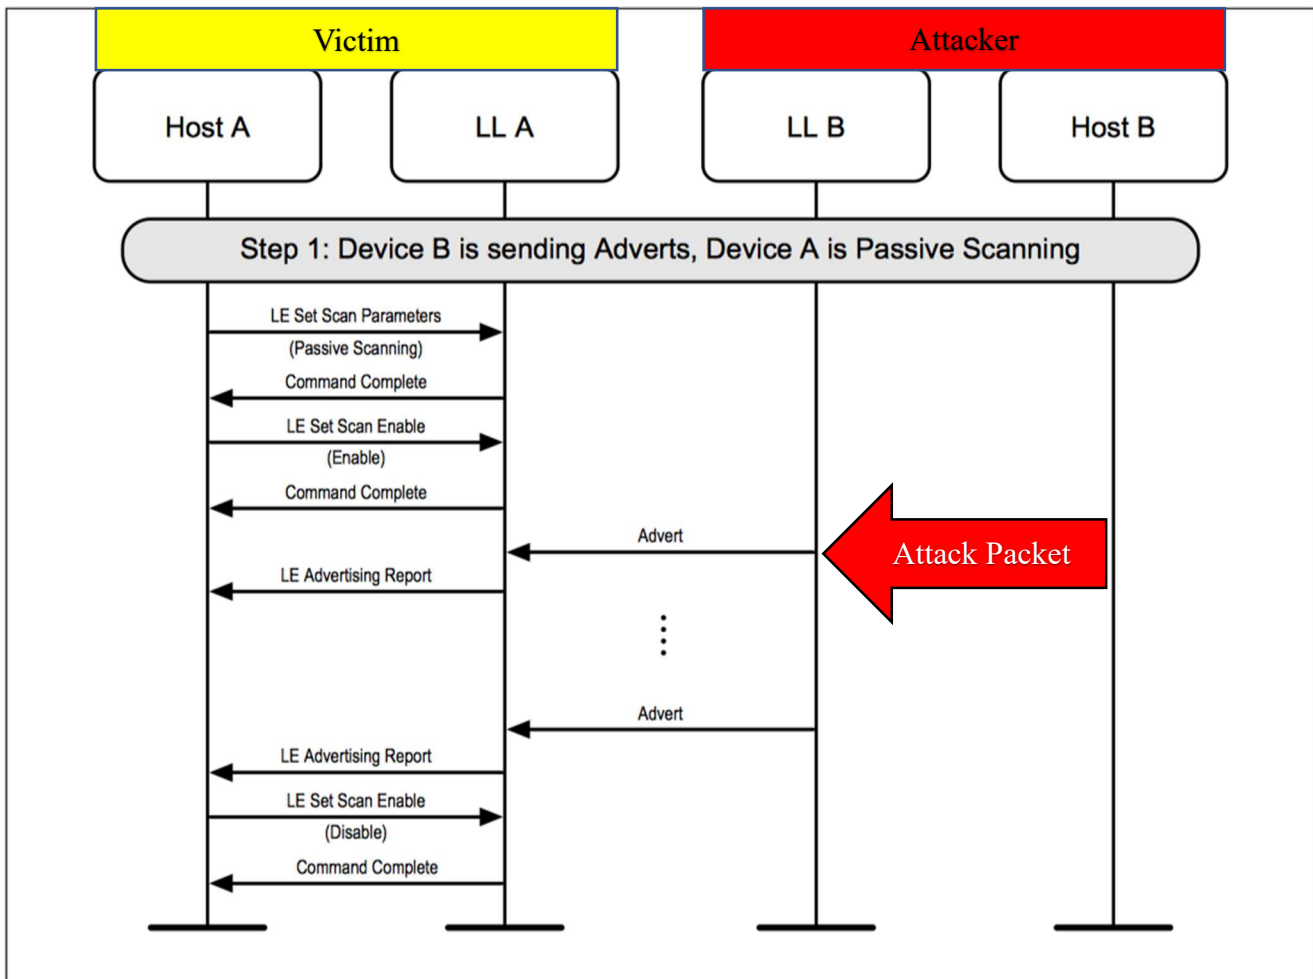 Victim
Attacker
Host A
LL A
LL B
Host B
Step 1: Device B is sending Adverts, Device A is Passive Scanning
LE Set Scan Parameters
(Passive Scanning)
Command Complete
LE Set Scan Enable
(Enable)
Command Complete
Advert
Attack Packet
LE Advertising Report
Advert
LE Advertising Report
LE Set Scan Enable
(Disable)
Command Complete